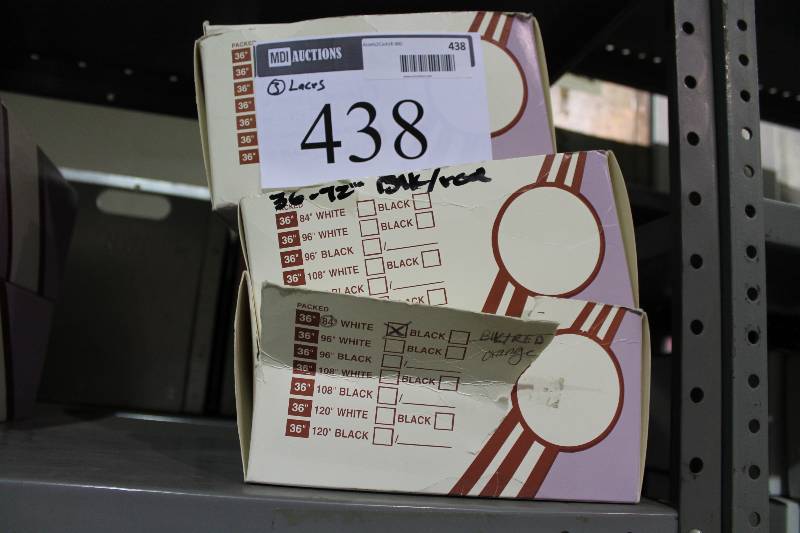 PACKED
36"
36"
36"
36"
36"
36"
36"
MDI AUCTIONS
438
③ Laces
438
36-72" Blk/red
36" 84" WHITE BLACK
36" 96" WHITE BLACK
36" 96" BLACK /
36" 108" WHITE BLACK
BLACK /
BLACK
PACKED
36" 84" WHITE BLACK Blk/RED
36" 96" WHITE BLACK orange
36" 96" BLACK /
36" 108" WHITE BLACK
36" 108" BLACK /
36" 120" WHITE BLACK
36" 120" BLACK /